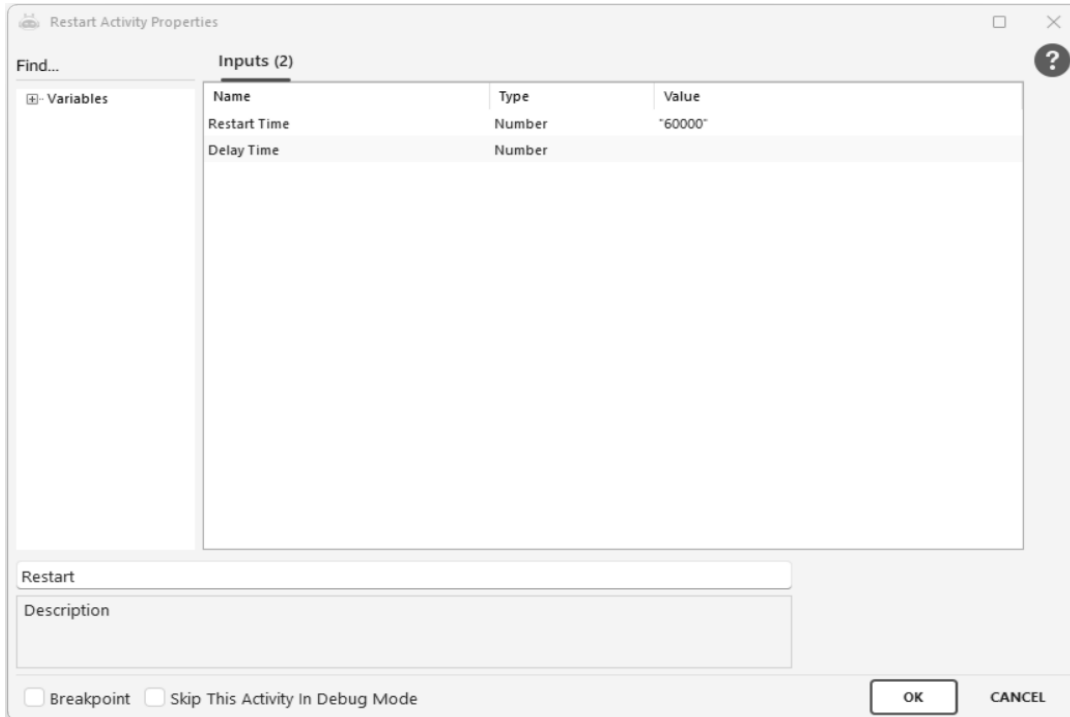 Restart Activity Properties
Find...
Inputs (2)
?
Variables
Name Type Value
Restart Time Number "60000"
Delay Time Number
Restart
Description
Breakpoint Skip This Activity In Debug Mode OK CANCEL